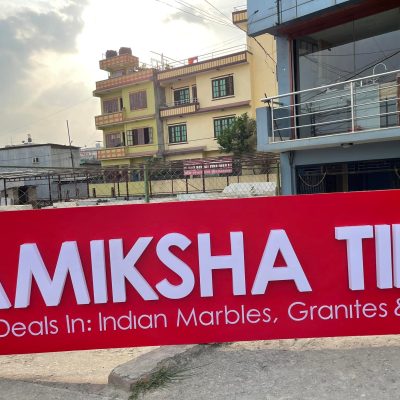 AMIKSHA TI
Deals In: Indian Marbles, Granites &